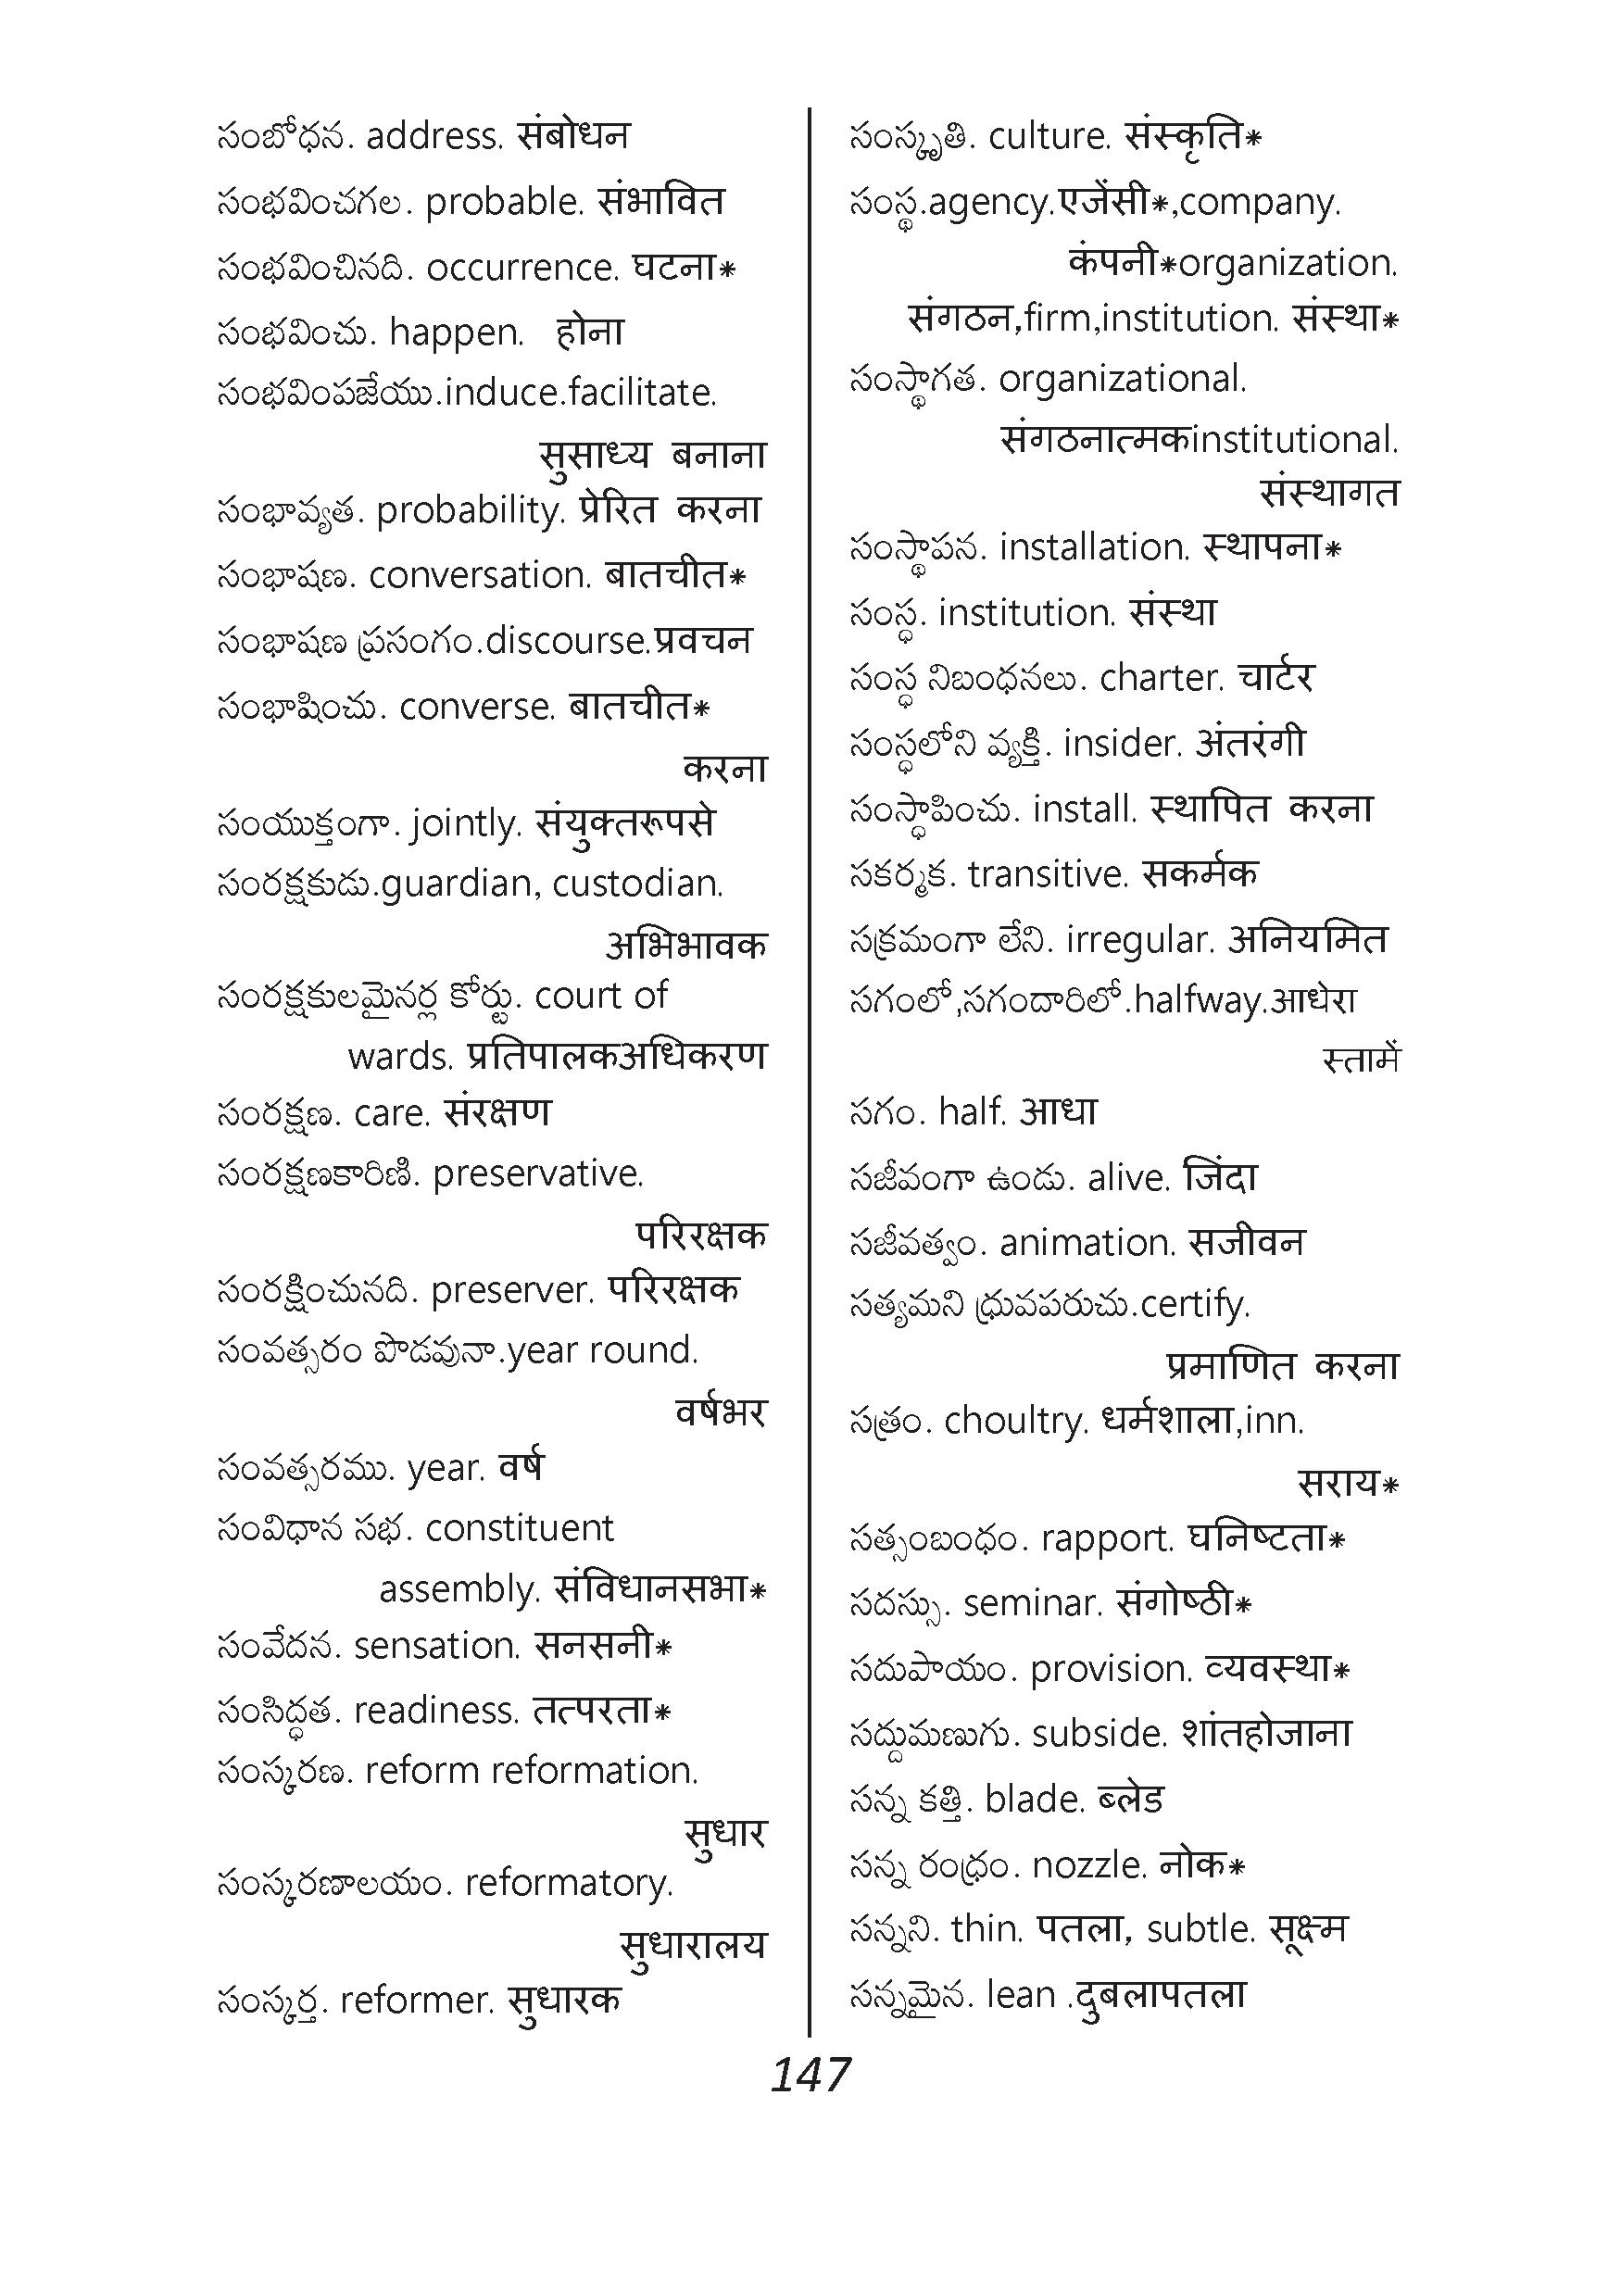 సంబోధన. address. संबोधन
సంభవించగల. probable. संभावित
సంభవించినది. occurrence. घटना*
సంభవించు. happen. होना
సంభవింపజేయు.induce.facilitate.
सुसाध्य बनाना
సంభావ్యత. probability. प्रेरित करना
సంభాషణ. conversation. बातचीत*
సంభాషణ ప్రసంగం.discourse.प्रवचन
సంభాషించు. converse. बातचीत*
करना
సంయుక్తంగా. jointly. संयुक्तरूपसे
సంరక్షకుడు.guardian, custodian.
अभिभावक
సంరక్షకులమైనర్ల కోర్టు. court of
wards. प्रतिपालकअधिकरण
సంరక్షణ. care. संरक्षण
సంరక్షణకారిణి. preservative.
परिरक्षक
సంరక్షించునది. preserver. परिरक्षक
సంవత్సరం పొడవునా.year round.
वर्षभर
సంవత్సరము. year. वर्ष
సంవిధాన సభ. constituent
assembly. संविधानसभा*
సంవేదన. sensation. सनसनी*
సంసిద్ధత. readiness. तत्परता*
సంస్కరణ. reform reformation.
सुधार
సంస్కరణాలయం. reformatory.
सुधारालय
సంస్కర్త. reformer. सुधारक
సంస్కృతి. culture. संस्कृति*
సంస్థ.agency.एजेंसी*,company.
कंपनी*organization.
संगठन,firm,institution. संस्था*
సంస్థాగత. organizational.
संगठनात्मकinstitutional.
संस्थागत
సంస్థాపన. installation. स्थापना*
సంస్ధ. institution. संस्था
సంస్ధ నిబంధనలు. charter. चार्टर
సంస్ధలోని వ్యక్తి. insider. अंतरंगी
సంస్ధాపించు. install. स्थापित करना
సకర్మక. transitive. सकर्मक
సక్రమంగా లేని. irregular. अनियमित
సగంలో,సగందారిలో.halfway.आधेरा
स्तामें
సగం. half. आधा
సజీవంగా ఉండు. alive. जिंदा
సజీవత్వం. animation. सजीवन
సత్యమని ధ్రువపరుచు.certify.
प्रमाणित करना
సత్రం. choultry. धर्मशाला,inn.
सराय*
సత్సంబంధం. rapport. घनिष्टता*
సదస్సు. seminar. संगोष्ठी*
సదుపాయం. provision. व्यवस्था*
సద్దుమణుగు. subside. शांतहोजाना
సన్న కత్తి. blade. ब्लेड
సన్న రంధ్రం. nozzle. नोक*
సన్నని. thin. पतला, subtle. सूक्ष्म
సన్నమైన. lean .दुबलापतला
147